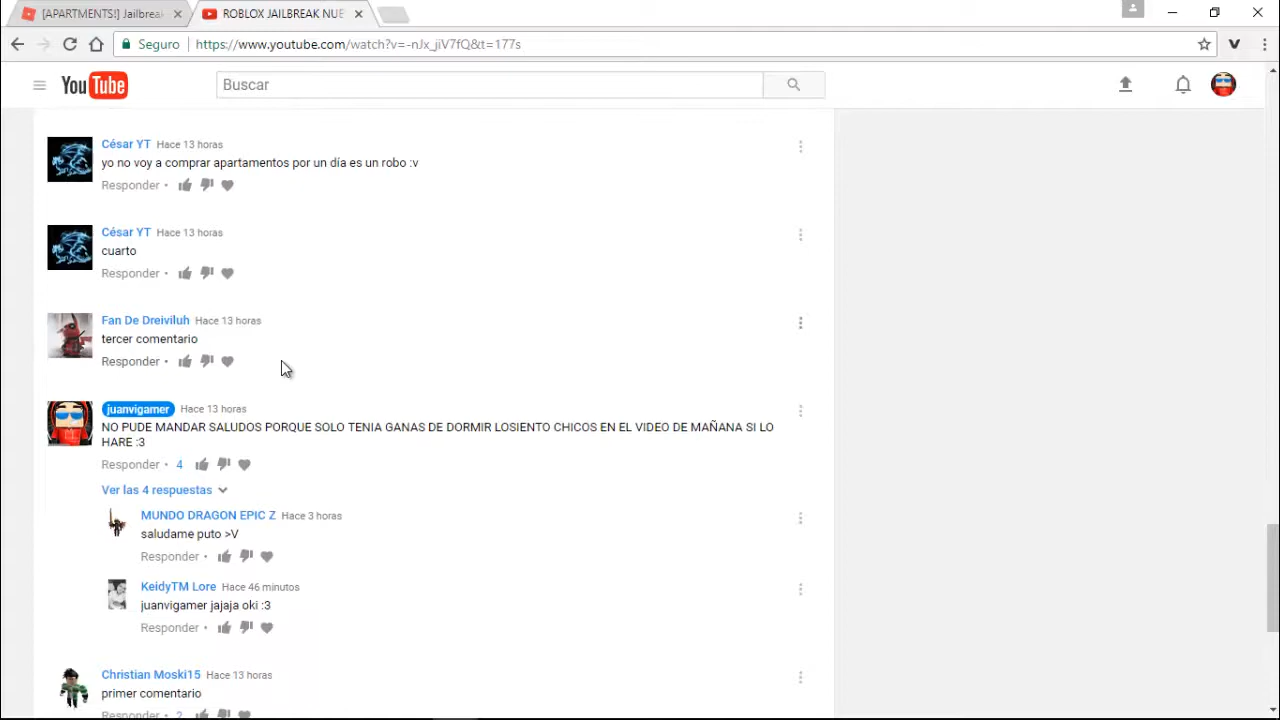 [APARTMENTS!] Jailbreak
ROBLOX JAILBREAK NUE
Seguro https://www.youtube.com/watch?v=-nJx_jiV7fQ&t=177s
YouTube
Buscar
César YT Hace 13 horas
yo no voy a comprar apartamentos por un día es un robo :v
Responder •
César YT Hace 13 horas
cuarto
Responder •
Fan De Dreiviluh Hace 13 horas
tercer comentario
Responder •
juanvigamer Hace 13 horas
NO PUDE MANDAR SALUDOS PORQUE SOLO TENIA GANAS DE DORMIR LOSIENTO CHICOS EN EL VIDEO DE MAÑANA SI LO
HARE :3
Responder • 4
Ver las 4 respuestas
MUNDO DRAGON EPIC Z Hace 3 horas
saludame puto >V
Responder •
KeidyTM Lore Hace 46 minutos
juanvigamer jajaja oki :3
Responder •
Christian Moski15 Hace 13 horas
primer comentario
Responder • 2